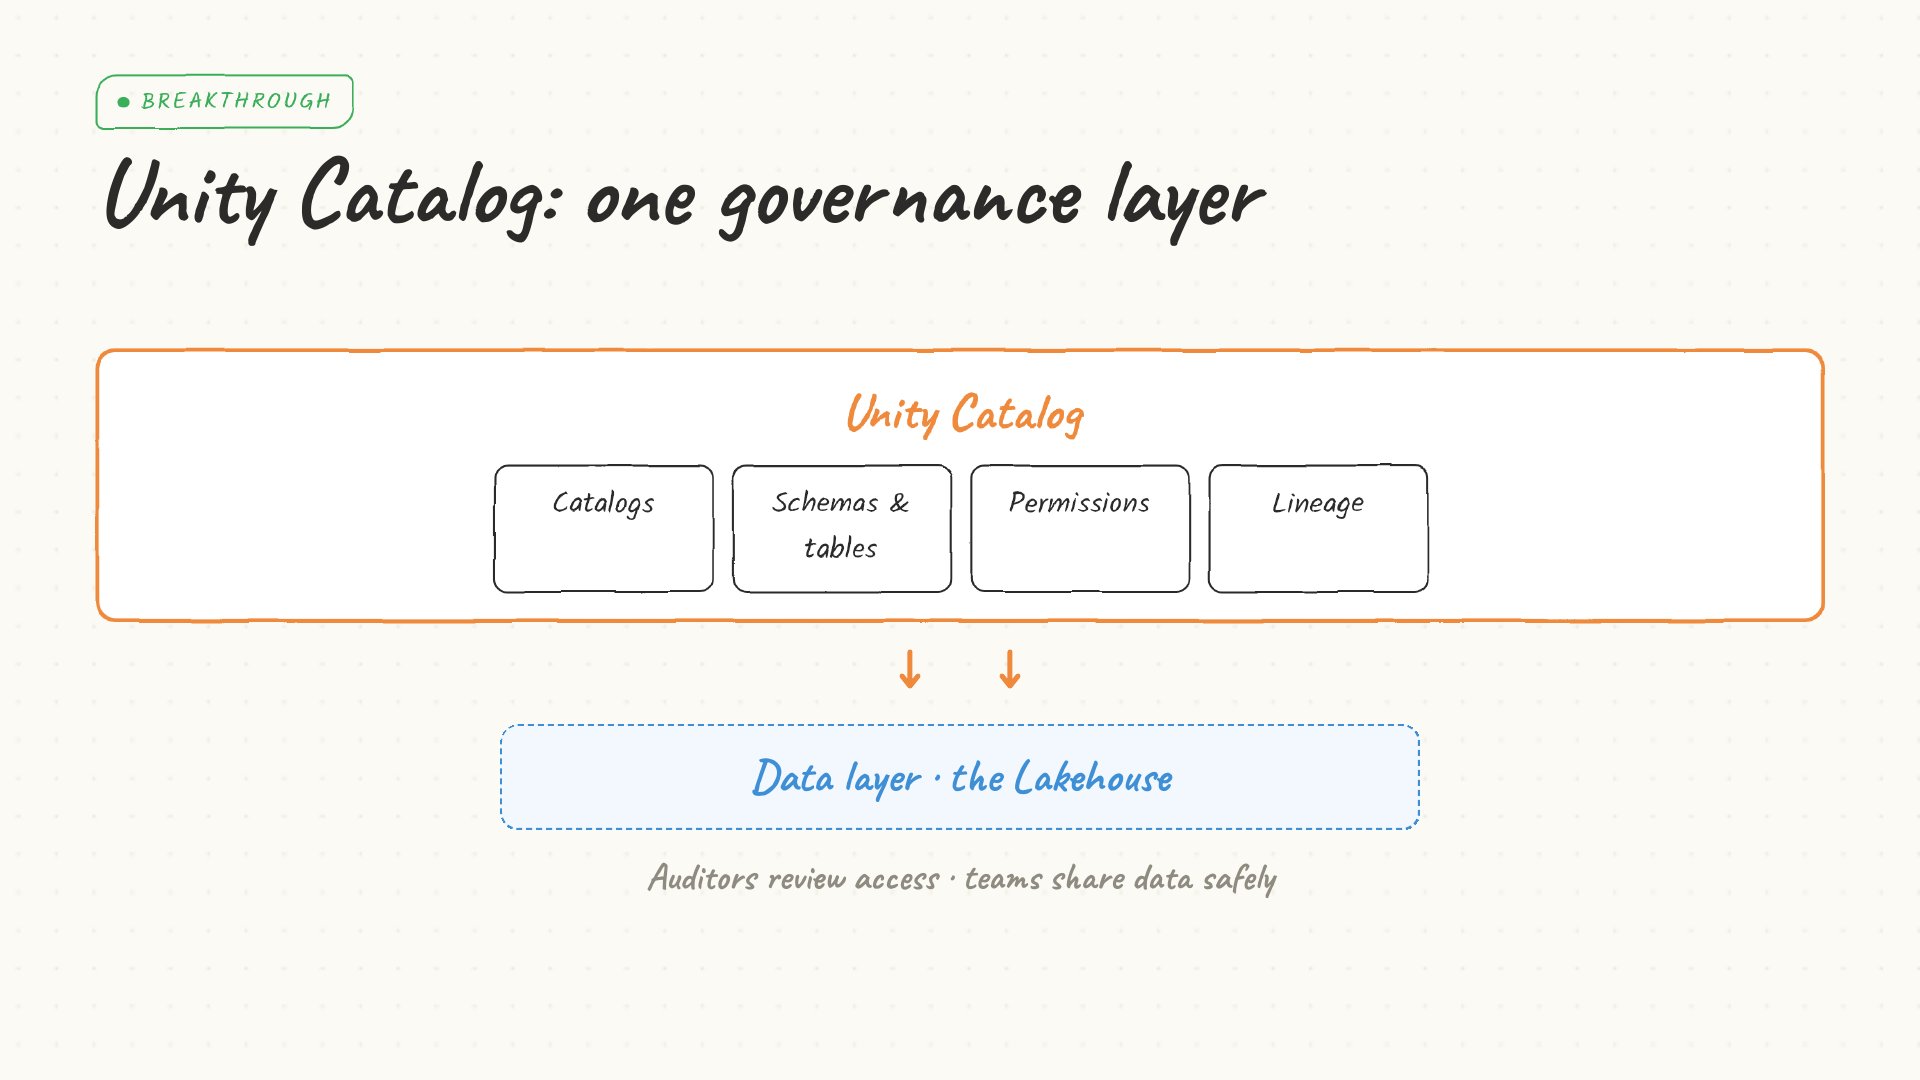 BREAKTHROUGH
Unity Catalog: one governance layer
Unity Catalog
Catalogs
Schemas &
tables
Permissions
Lineage
Data layer · the Lakehouse
Auditors review access · teams share data safely